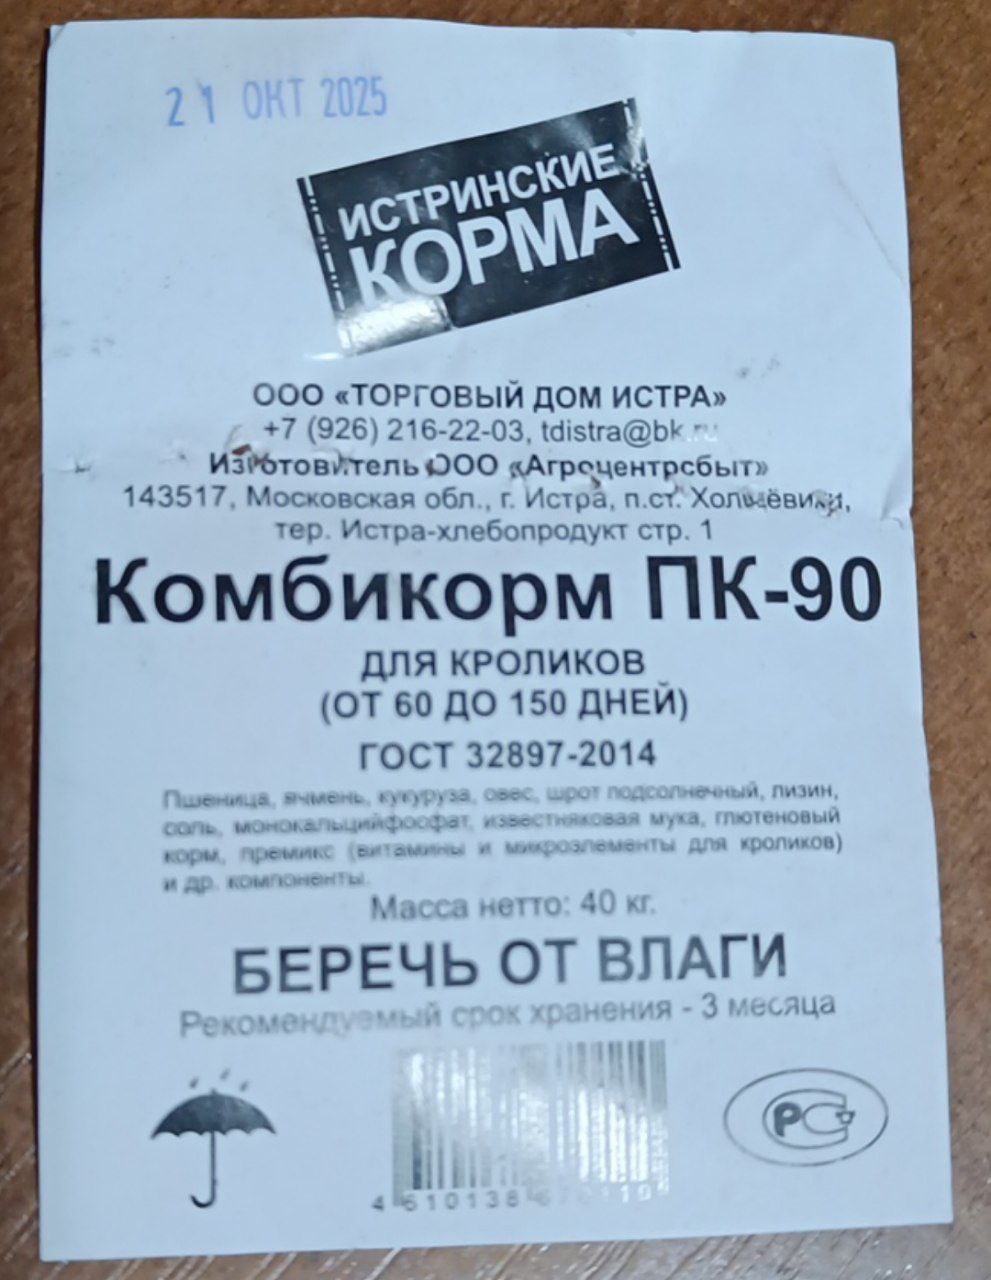 21 ОКТ 2025
ИСТРИНСКИЕ
КОРМА
ООО «ТОРГОВЫЙ ДОМ ИСТРА»
+7 (926) 216-22-03, tdistra@bk.ru
Изготовитель ООО «Агроцентрсбыт»
143517, Московская обл., г. Истра, п.ст. Холщёвики,
тер. Истра-хлебопродукт стр. 1
Комбикорм ПК-90
ДЛЯ КРОЛИКОВ
(ОТ 60 ДО 150 ДНЕЙ)
ГОСТ 32897-2014
Пшеница, ячмень, кукуруза, овес, шрот подсолнечный, лизин,
соль, монокальцийфосфат, известняковая мука, глютеновый
корм, премикс (витамины и микроэлементы для кроликов)
и др. компоненты.
Масса нетто: 40 кг.
БЕРЕЧЬ ОТ ВЛАГИ
Рекомендуемый срок хранения - 3 месяца
РС
4 610138